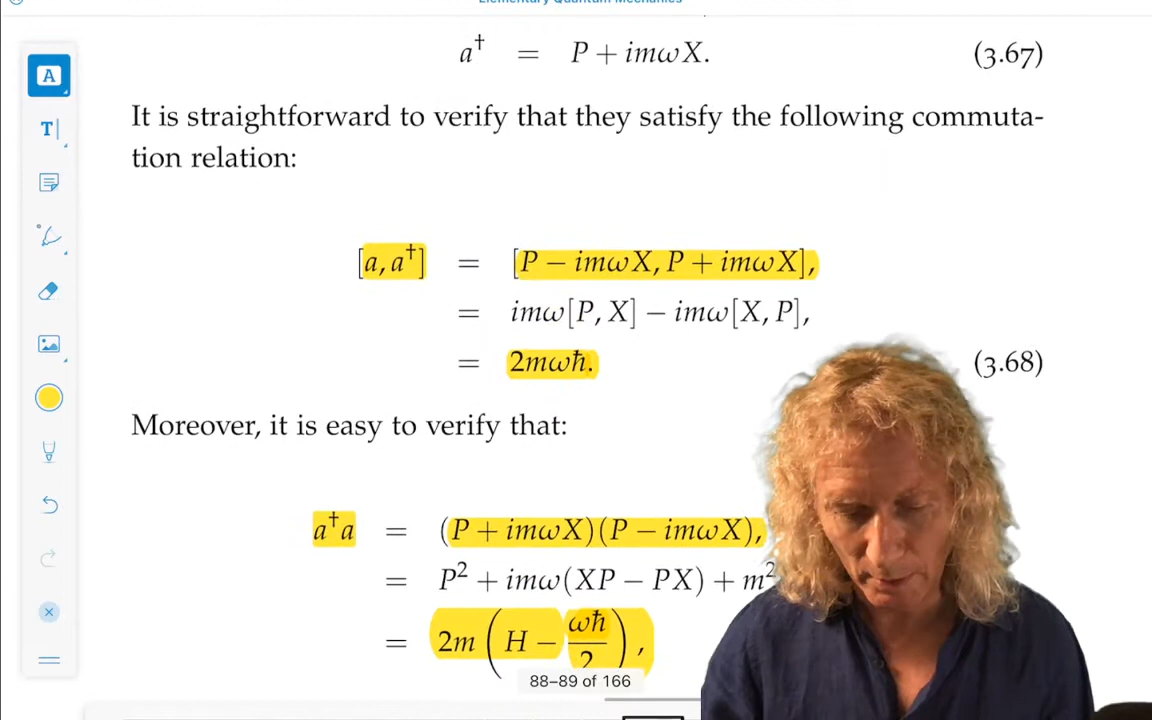 Elementary Quantum Mechanics
a† = P + imωX. (3.67)
It is straightforward to verify that they satisfy the following commuta-
tion relation:
[a, a†] = [P − imωX, P + imωX],
= imω[P, X] − imω[X, P],
= 2mωħ. (3.68)
Moreover, it is easy to verify that:
a†a = (P + imωX)(P − imωX),
= P² + imω(XP − PX) + m²
= 2m(H − ωħ/2),
88–89 of 166
A
T